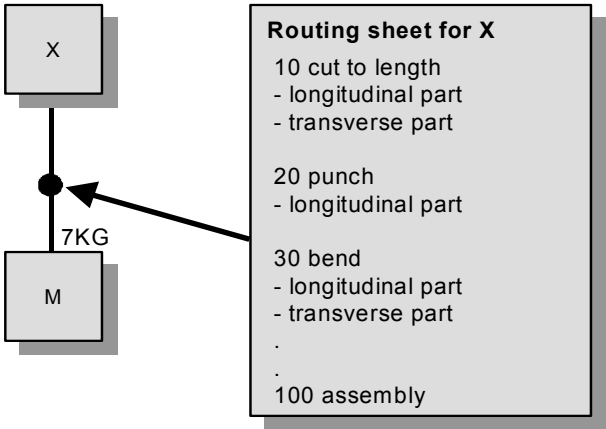 X
7KG
M
Routing sheet for X
10 cut to length
- longitudinal part
- transverse part
20 punch
- longitudinal part
30 bend
- longitudinal part
- transverse part
.
.
100 assembly